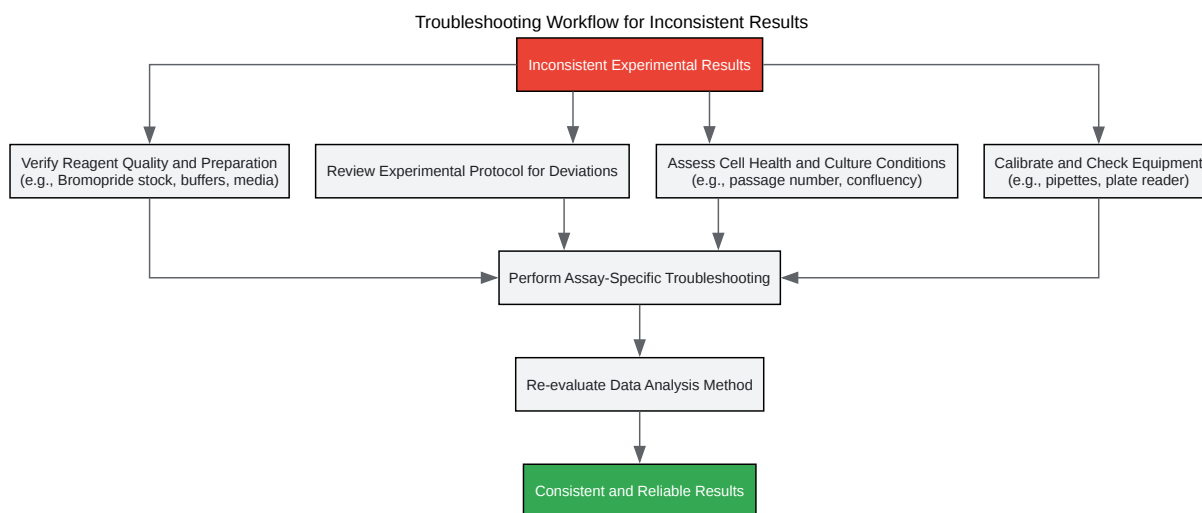 Troubleshooting Workflow for Inconsistent Results
Inconsistent Experimental Results
Verify Reagent Quality and Preparation
(e.g., Bromopride stock, buffers, media)
Review Experimental Protocol for Deviations
Assess Cell Health and Culture Conditions
(e.g., passage number, confluency)
Calibrate and Check Equipment
(e.g., pipettes, plate reader)
Perform Assay-Specific Troubleshooting
Re-evaluate Data Analysis Method
Consistent and Reliable Results